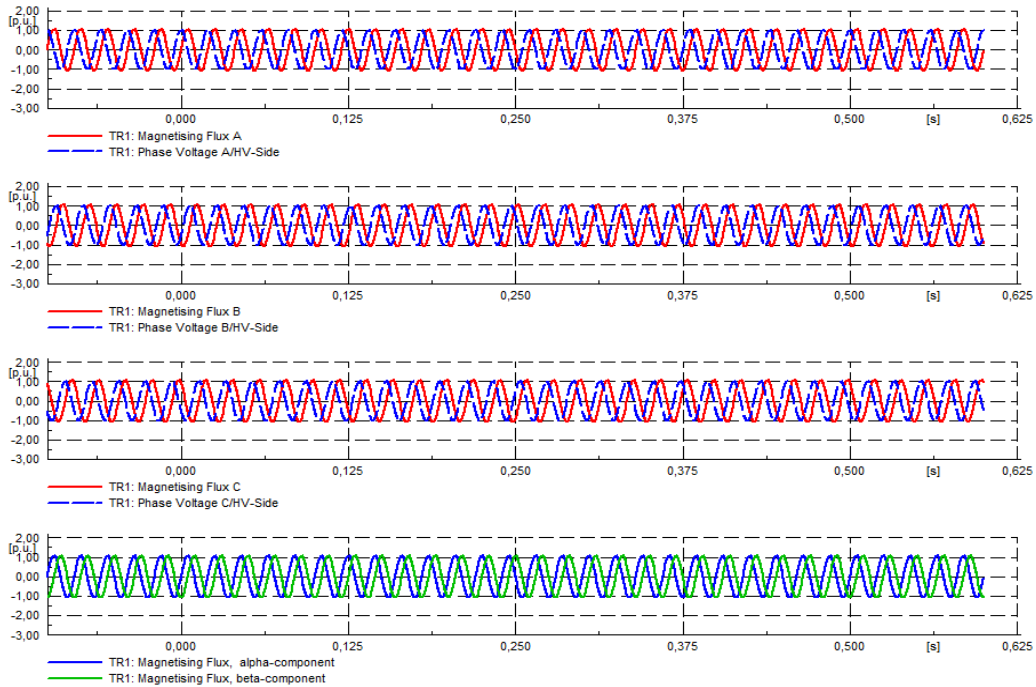 2,00
[p.u.]
1,00
0,00
-1,00
-2,00
-3,00
0,000 0,125 0,250 0,375 0,500 [s] 0,625
TR1: Magnetising Flux A
TR1: Phase Voltage A/HV-Side
2,00
[p.u.]
1,00
0,00
-1,00
-2,00
-3,00
0,000 0,125 0,250 0,375 0,500 [s] 0,625
TR1: Magnetising Flux B
TR1: Phase Voltage B/HV-Side
2,00
[p.u.]
1,00
0,00
-1,00
-2,00
-3,00
0,000 0,125 0,250 0,375 0,500 [s] 0,625
TR1: Magnetising Flux C
TR1: Phase Voltage C/HV-Side
2,00
[p.u.]
1,00
0,00
-1,00
-2,00
-3,00
0,000 0,125 0,250 0,375 0,500 [s] 0,625
TR1: Magnetising Flux, alpha-component
TR1: Magnetising Flux, beta-component